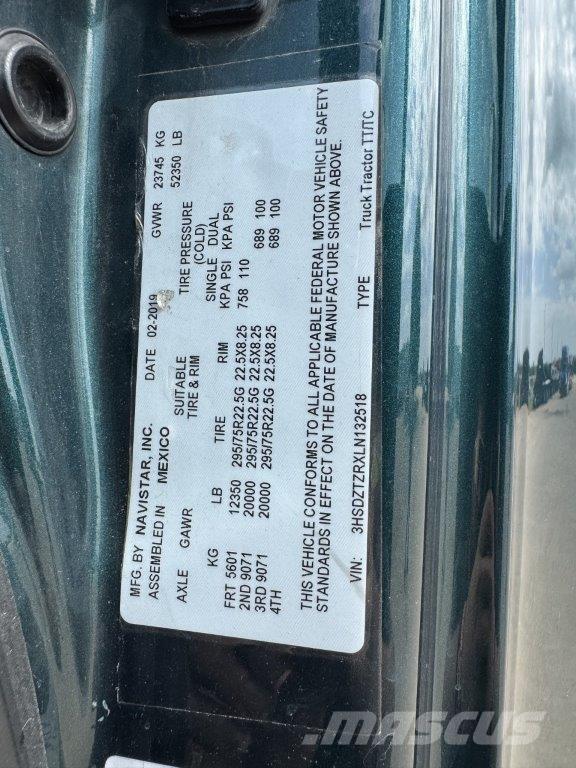 MFG. BY NAVISTAR, INC. DATE 02-2019 GVWR 23745 KG
ASSEMBLED IN MEXICO 52350 LB
AXLE GAWR SUITABLE TIRE PRESSURE
TIRE & RIM (COLD)
SINGLE DUAL
KG LB TIRE RIM KPA PSI KPA PSI
FRT 5601 12350 295/75R22.5G 22.5X8.25 758 110
2ND 9071 20000 295/75R22.5G 22.5X8.25 689 100
3RD 9071 20000 295/75R22.5G 22.5X8.25 689 100
4TH
THIS VEHICLE CONFORMS TO ALL APPLICABLE FEDERAL MOTOR VEHICLE SAFETY
STANDARDS IN EFFECT ON THE DATE OF MANUFACTURE SHOWN ABOVE.
VIN: 3HSDZTZRXLN132518 TYPE Truck Tractor TT/TC
MASCUS